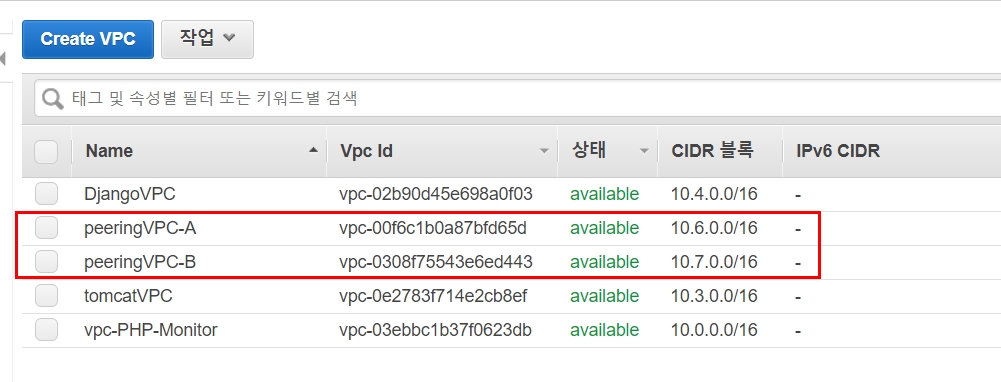 Create VPC 작업
태그 및 속성별 필터 또는 키워드별 검색
Name Vpc Id 상태 CIDR 블록 IPv6 CIDR
DjangoVPC vpc-02b90d45e698a0f03 available 10.4.0.0/16 -
peeringVPC-A vpc-00f6c1b0a87bfd65d available 10.6.0.0/16 -
peeringVPC-B vpc-0308f75543e6ed443 available 10.7.0.0/16 -
tomcatVPC vpc-0e2783f714e2cb8ef available 10.3.0.0/16 -
vpc-PHP-Monitor vpc-03ebbc1b37f0623db available 10.0.0.0/16 -